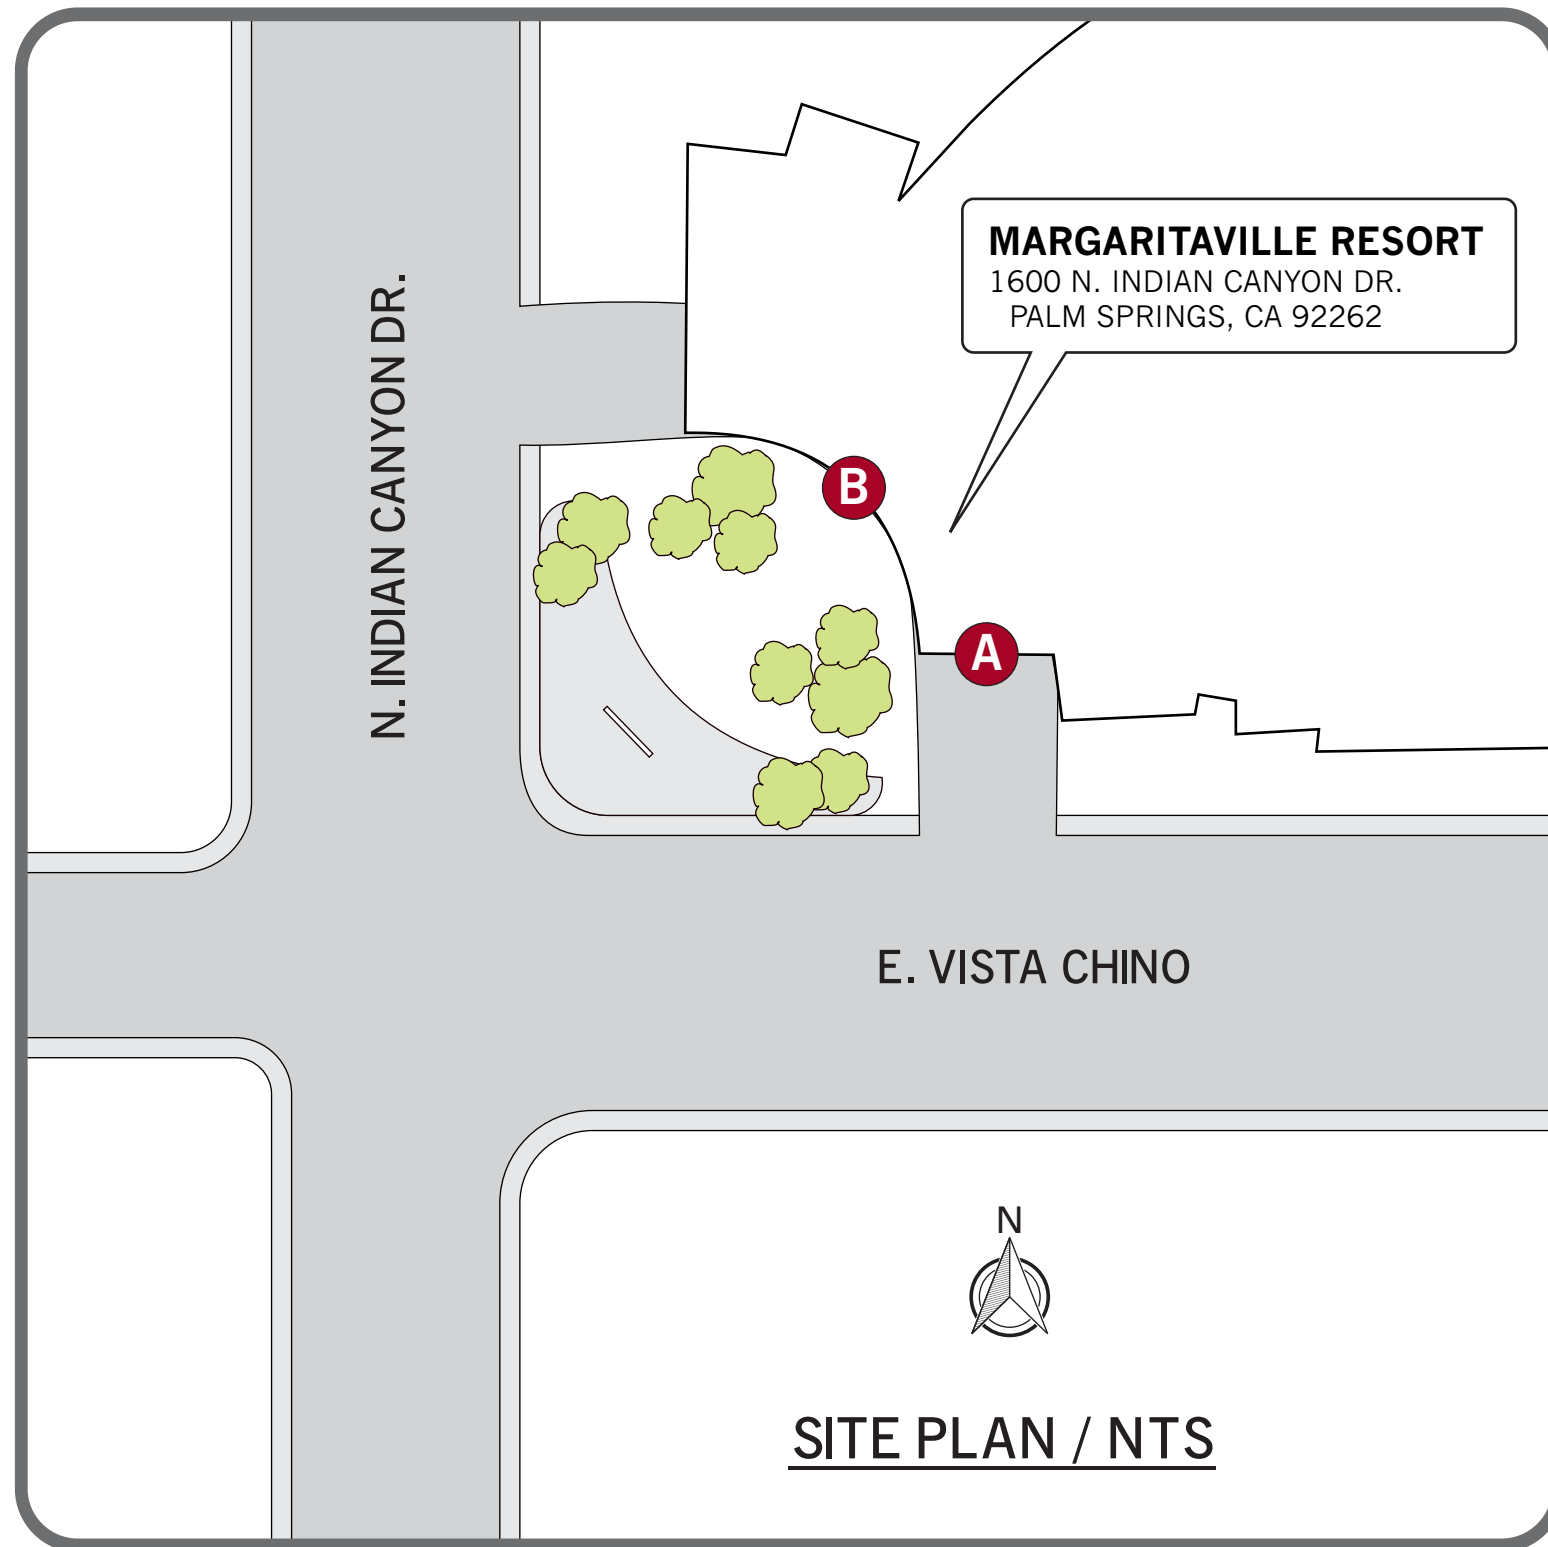 MARGARITAVILLE RESORT
1600 N. INDIAN CANYON DR.
PALM SPRINGS, CA 92262
N. INDIAN CANYON DR.
B
A
E. VISTA CHINO
N
SITE PLAN / NTS